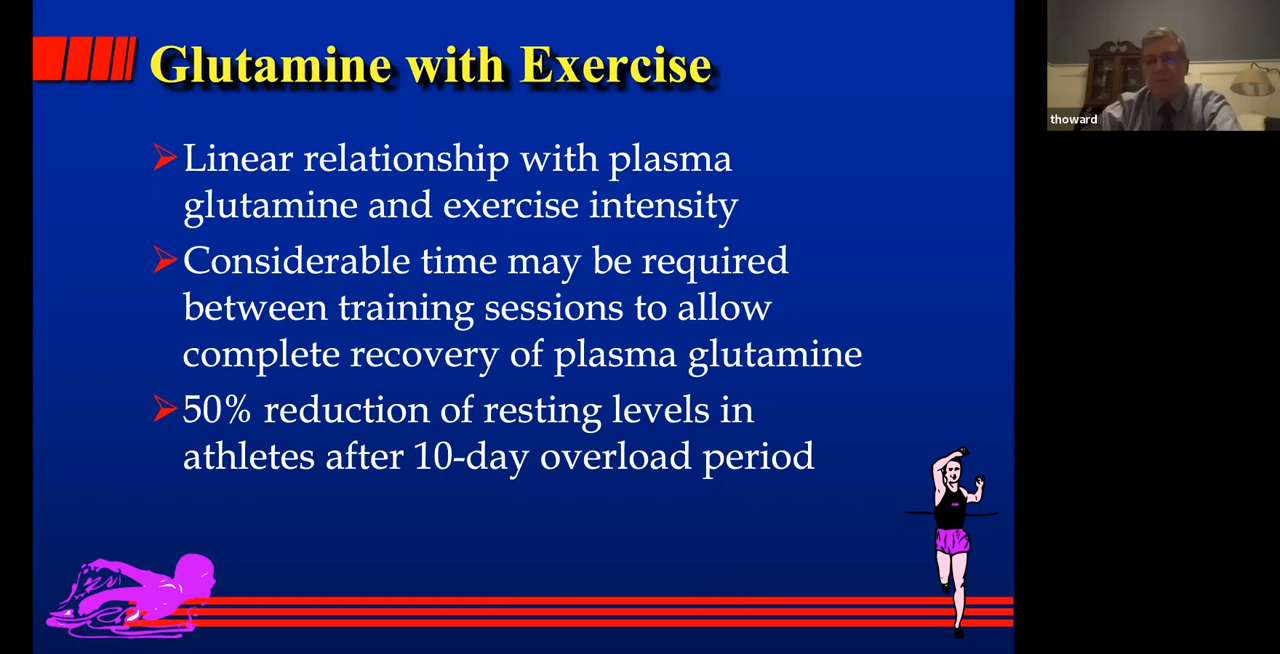 Glutamine with Exercise
thoward
Linear relationship with plasma
glutamine and exercise intensity
Considerable time may be required
between training sessions to allow
complete recovery of plasma glutamine
50% reduction of resting levels in
athletes after 10-day overload period